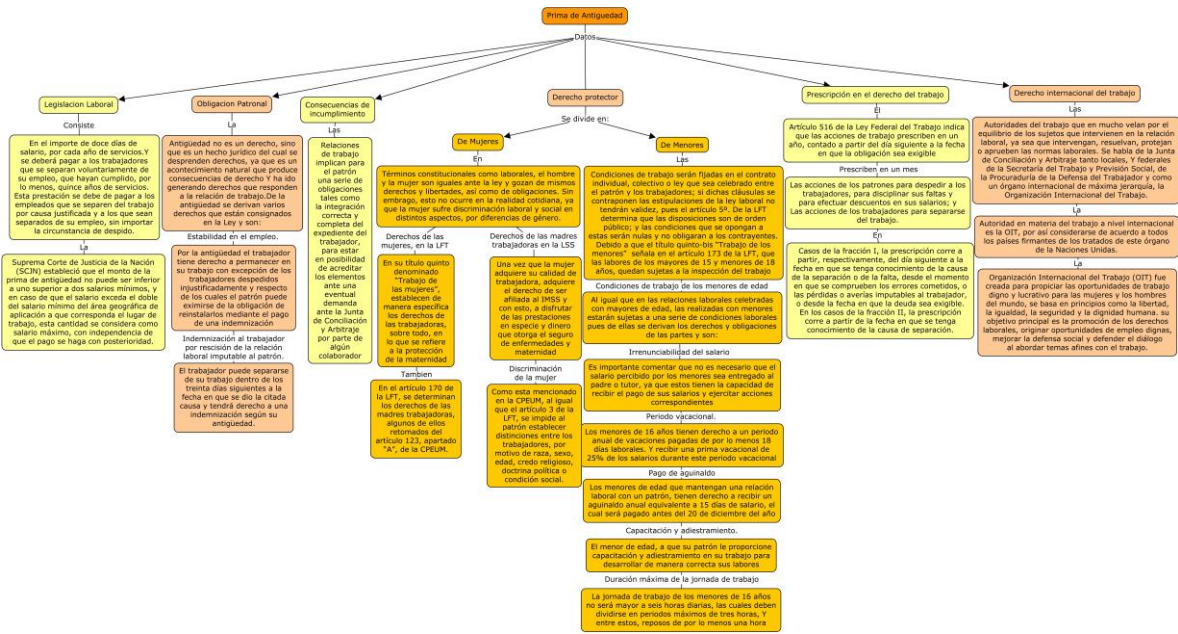 Prima de Antiguedad
Datos
Legislacion Laboral
Consiste
En el importe de doce días de
salario, por cada año de servicios.Y
se deberá pagar a los trabajadores
que se separan voluntariamente de
su empleo, que hayan cumplido, por
lo menos, quince años de servicios.
Esta prestación se debe de pagar a los
empleados que se separen del trabajo
por causa justificada y a los que sean
separados de su empleo, sin importar
la circunstancia de despido.
La
Suprema Corte de Justicia de la Nación
(SCJN) estableció que el monto de la
prima de antigüedad no puede ser inferior
a uno superior a dos salarios mínimos, y
en caso de que el salario exceda el doble
del salario mínimo del área geográfica de
aplicación a que corresponda el lugar de
trabajo, esta cantidad se considera como
salario máximo, con independencia de
que el pago se haga con posterioridad.
Obligacion Patronal
La
Antigüedad no es un derecho, sino
que es un hecho jurídico del cual se
desprenden derechos, ya que es un
acontecimiento natural que produce
consecuencias de derecho Y ha ido
generando derechos que responden
a la relación de trabajo.De la
antigüedad se derivan varios
derechos que están consignados
en la Ley y son:
Estabilidad en el empleo.
Por la antigüedad el trabajador
tiene derecho a permanecer en
su trabajo con excepción de los
trabajadores despedidos
injustificadamente y respecto
de los cuales el patrón puede
eximirse de la obligación de
reinstalarlos mediante el pago
de una indemnización
Indemnización al trabajador
por rescisión de la relación
laboral imputable al patrón.
El trabajador puede separarse
de su trabajo dentro de los
treinta días siguientes a la
fecha en que se dio la citada
causa y tendrá derecho a una
indemnización según su
antigüedad.
Consecuencias de
incumplimiento
Las
Relaciones
de trabajo
implican para
el patrón
una serie de
obligaciones
tales como
la integración
correcta y
completa del
expediente del
trabajador,
para estar
en posibilidad
de acreditar
los elementos
ante una
eventual
demanda
ante la Junta
de Conciliación
y Arbitraje
por parte de
algún
colaborador
Derecho protector
Se divide en:
De Mujeres
En
Términos constitucionales como laborales, el hombre
y la mujer son iguales ante la ley y gozan de mismos
derechos y libertades, así como de obligaciones. Sin
embrago, esto no ocurre en la realidad cotidiana, ya
que la mujer sufre discriminación laboral y social en
distintos aspectos, por diferencias de género.
Derechos de las
mujeres, en la LFT
En su título quinto
denominado
"Trabajo de
las mujeres",
establecen de
manera específica
los derechos de
las trabajadoras,
sobre todo, en
lo que se refiere
a la protección
de la maternidad
Tambien
En el artículo 170 de
la LFT, se determinan
los derechos de las
madres trabajadoras,
algunos de ellos
retomados del
artículo 123, apartado
"A", de la CPEUM.
Derechos de las madres
trabajadoras en la LSS
Una vez que la mujer
adquiere su calidad de
trabajadora, adquiere
el derecho de ser
afiliada al IMSS y
con esto, a disfrutar
de las prestaciones
en especie y dinero
que otorga el seguro
de enfermedades y
maternidad
Discriminación
de la mujer
Como esta mencionado
en la CPEUM, al igual
que el artículo 3 de la
LFT, se impide al
patrón establecer
distinciones entre los
trabajadores, por
motivo de raza, sexo,
edad, credo religioso,
doctrina política o
condición social.
De Menores
Las
Condiciones de trabajo serán fijadas en el contrato
individual, colectivo o ley que sea celebrado entre
el patrón y los trabajadores; si dichas cláusulas se
contraponen las estipulaciones de la ley laboral no
tendrán validez, pues el artículo 5º. De la LFT
determina que las disposiciones son de orden
público; y las condiciones que se opongan a
estas serán nulas y no obligaran a los contrayentes.
Debido a que el título quinto-bis "Trabajo de los
menores" señala en el artículo 173 de la LFT, que
las labores de los mayores de 15 y menores de 18
años, quedan sujetas a la inspección del trabajo
Condiciones de trabajo de los menores de edad
Al igual que en las relaciones laborales celebradas
con mayores de edad, las realizadas con menores
estarán sujetas a una serie de condiciones laborales
pues de ellas se derivan los derechos y obligaciones
de las partes y son:
Irrenunciabilidad del salario
Es importante comentar que no es necesario que el
salario percibido por los menores sea entregado al
padre o tutor, ya que estos tienen la capacidad de
recibir el pago de sus salarios y ejercitar acciones
correspondientes
Periodo vacacional.
Los menores de 16 años tienen derecho a un periodo
anual de vacaciones pagadas de por lo menos 18
días laborales. Y recibir una prima vacacional de
25% de los salarios durante este periodo vacacional
Pago de aguinaldo
Los menores de edad que mantengan una relación
laboral con un patrón, tienen derecho a recibir un
aguinaldo anual equivalente a 15 días de salario, el
cual será pagado antes del 20 de diciembre del año
Capacitación y adiestramiento.
El menor de edad, a que su patrón le proporcione
capacitación y adiestramiento en su trabajo para
desarrollar de manera correcta sus labores
Duración máxima de la jornada de trabajo
La jornada de trabajo de los menores de 16 años
no será mayor a seis horas diarias, las cuales deben
dividirse en periodos máximos de tres horas, Y
entre estos, reposos de por lo menos una hora
Prescripción en el derecho del trabajo
El
Artículo 516 de la Ley Federal del Trabajo indica
que las acciones de trabajo prescriben en un
año, contado a partir del día siguiente a la fecha
en que la obligación sea exigible
Prescriben en un mes
Las acciones de los patrones para despedir a los
trabajadores, para disciplinar sus faltas y
para efectuar descuentos en sus salarios; y
Las acciones de los trabajadores para separarse
del trabajo.
En
Casos de la fracción I, la prescripción corre a
partir, respectivamente, del día siguiente a la
fecha en que se tenga conocimiento de la causa
de la separación o de la falta, desde el momento
en que se comprueben los errores cometidos, o
las pérdidas o averías imputables al trabajador,
o desde la fecha en que la deuda sea exigible.
En los casos de la fracción II, la prescripción
corre a partir de la fecha en que se tenga
conocimiento de la causa de separación.
Derecho internacional del trabajo
Las
Autoridades del trabajo que en mucho velan por el
equilibrio de los sujetos que intervienen en la relación
laboral, ya sea que intervengan, resuelvan, protejan
o aprueben las normas laborales. Se habla de la Junta
de Conciliación y Arbitraje tanto locales, Y federales
de la Secretaría del Trabajo y Previsión Social, de
la Procuraduría de la Defensa del Trabajador y como
un órgano internacional de máxima jerarquía, la
Organización Internacional del Trabajo.
La
Autoridad en materia del trabajo a nivel internacional
es la OIT, por así considerarse de acuerdo a todos
los países firmantes de los tratados de este órgano
de la Naciones Unidas.
La
Organización Internacional del Trabajo (OIT) fue
creada para propiciar las oportunidades de trabajo
digno y lucrativo para las mujeres y los hombres
del mundo, se basa en principios como la libertad,
la igualdad, la seguridad y la dignidad humana. su
objetivo principal es la promoción de los derechos
laborales, originar oportunidades de empleo dignas,
mejorar la defensa social y defender el diálogo
al abordar temas afines con el trabajo.